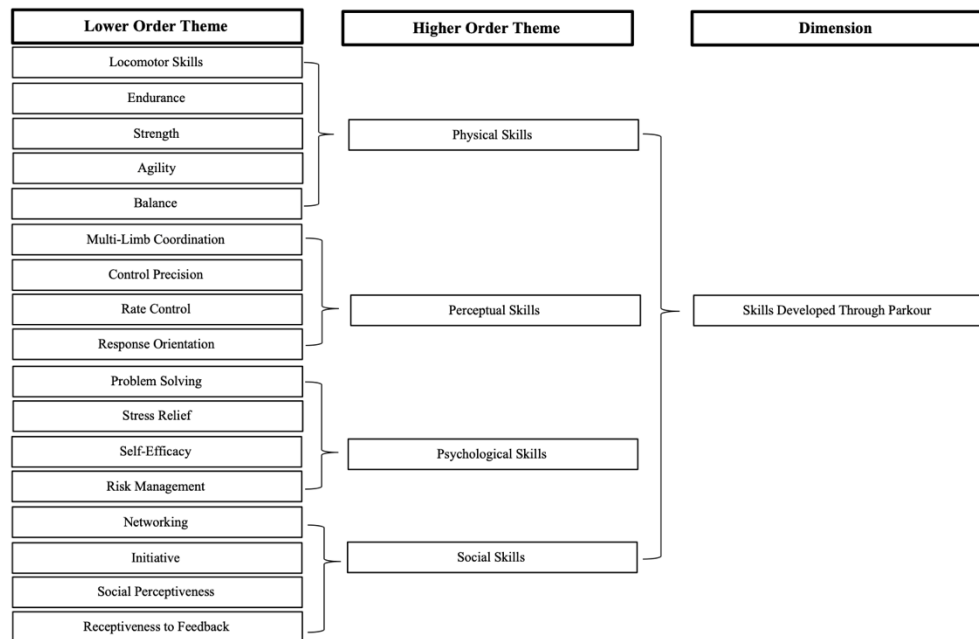 Lower Order Theme
Higher Order Theme
Dimension
Locomotor Skills
Endurance
Strength
Agility
Balance
Physical Skills
Multi-Limb Coordination
Control Precision
Rate Control
Response Orientation
Perceptual Skills
Skills Developed Through Parkour
Problem Solving
Stress Relief
Self-Efficacy
Risk Management
Psychological Skills
Networking
Initiative
Social Perceptiveness
Receptiveness to Feedback
Social Skills